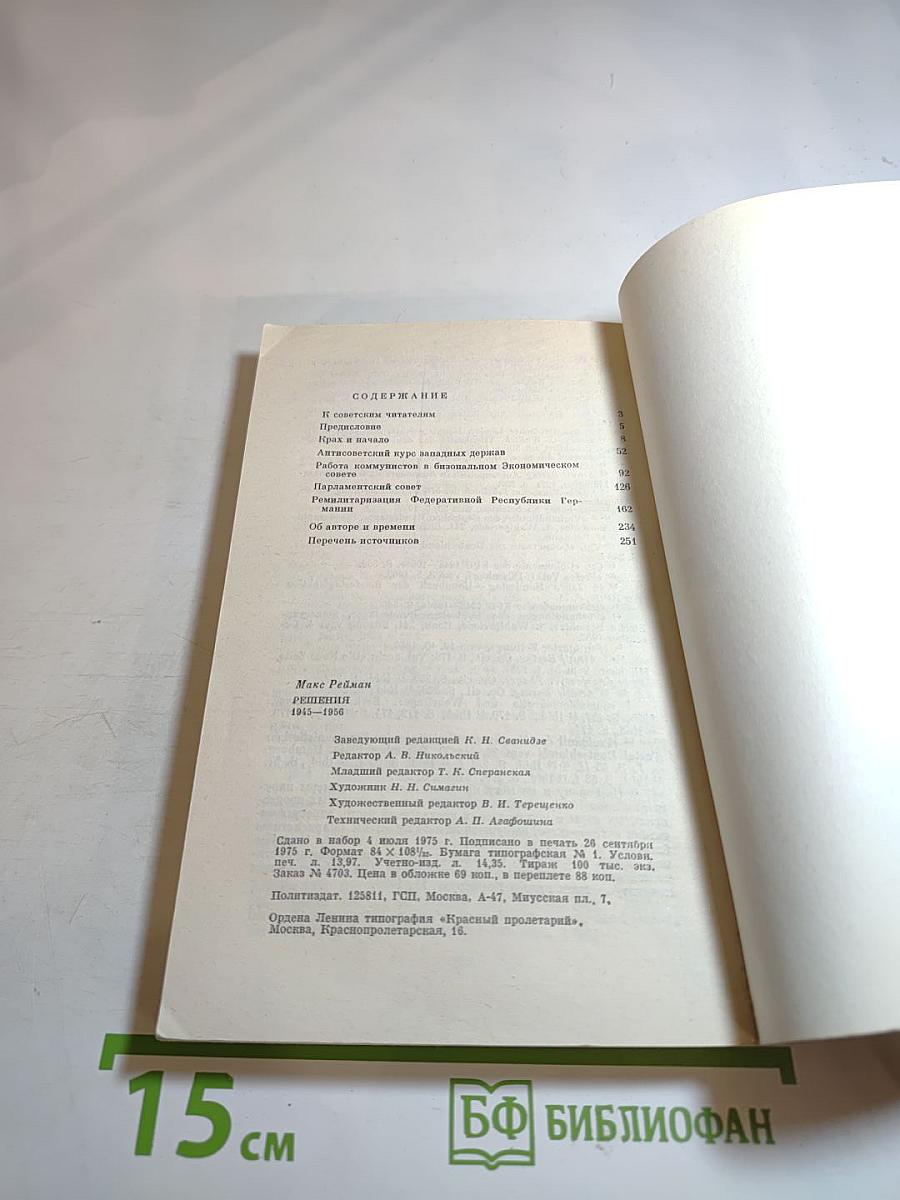 СОДЕРЖАНИЕ
К советским читателям 3
Предисловие 5
Крах и начало 8
Антисоветский курс западных держав 52
Работа коммунистов в бизональном Экономическом
совете 92
Парламентский совет 126
Ремилитаризация Федеративной Республики Гер-
мании 162
Об авторе и времени 234
Перечень источников 251
Макс Рейман
РЕШЕНИЯ
1945—1956
Заведующий редакцией К. Н. Сванидзе
Редактор А. В. Никольский
Младший редактор Т. К. Сперанская
Художник Н. Н. Симагин
Художественный редактор В. И. Терещенко
Технический редактор А. П. Агафошина
Сдано в набор 4 июля 1975 г. Подписано в печать 26 сентября
1975 г. Формат 84 × 108¹/₃₂. Бумага типографская № 1. Условн.
печ. л. 13,97. Учетно-изд. л. 14,35. Тираж 100 тыс. экз.
Заказ № 4703. Цена в обложке 69 коп., в переплете 88 коп.
Политиздат. 125811, ГСП, Москва, А-47, Миусская пл., 7.
Ордена Ленина типография «Красный пролетарий».
Москва, Краснопролетарская, 16.
15 см
БФ БИБЛИОФАН